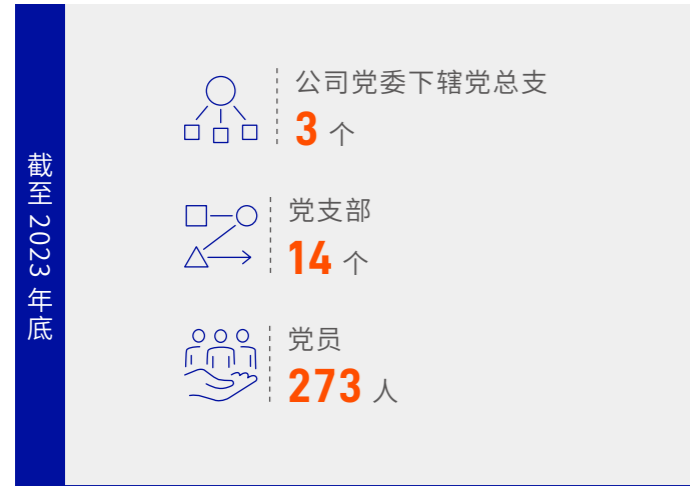 截至 2023 年底
公司党委下辖党总支
3 个
党支部
14 个
党员
273 人